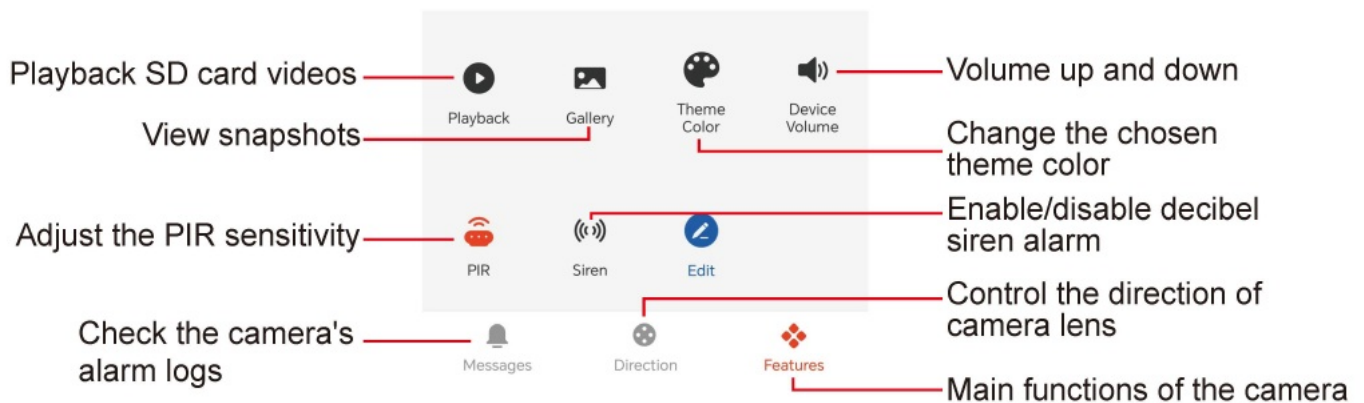 Playback SD card videos
View snapshots
Adjust the PIR sensitivity
Check the camera's
alarm logs
Playback
Gallery
Theme
Color
Device
Volume
PIR
Siren
Edit
Messages
Direction
Features
Volume up and down
Change the chosen
theme color
Enable/disable decibel
siren alarm
Control the direction of
camera lens
Main functions of the camera